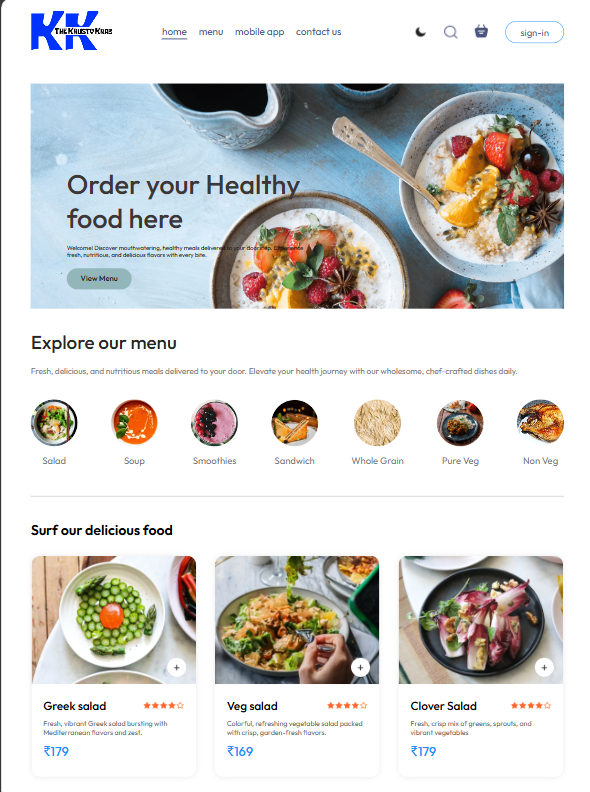 KK
THE KRUSTY KRAB
home menu mobile app contact us sign-in
Order your Healthy
food here
Welcome! Discover mouthwatering, healthy meals delivered to your doorstep. Experience
fresh, nutritious, and delicious flavors with every bite.
View Menu
Explore our menu
Fresh, delicious, and nutritious meals delivered to your door. Elevate your health journey with our wholesome, chef-crafted dishes daily.
Salad Soup Smoothies Sandwich Whole Grain Pure Veg Non Veg
Surf our delicious food
+ + +
Greek salad Veg salad Clover Salad
Fresh, vibrant Greek salad bursting with Colorful, refreshing vegetable salad packed Fresh, crisp mix of greens, sprouts, and
Mediterranean flavors and zest. with crisp, garden-fresh flavors. vibrant vegetables
₹179 ₹169 ₹179